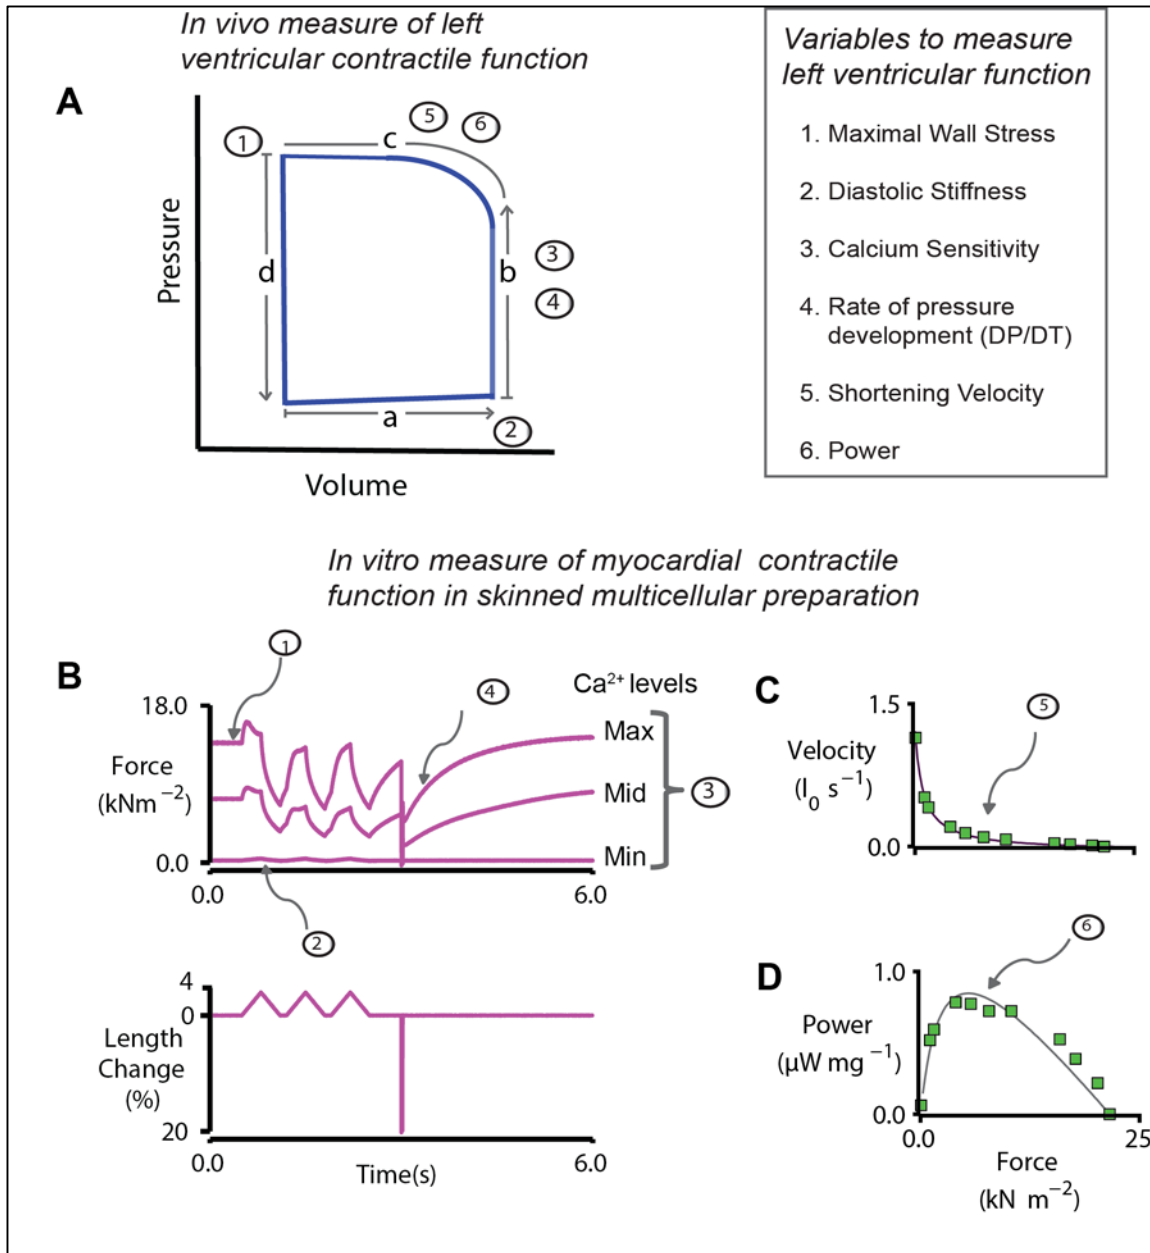 In vivo measure of left
ventricular contractile function
A
1
5
6
c
Pressure
d
b
3
4
a
2
Volume
Variables to measure
left ventricular function
1. Maximal Wall Stress
2. Diastolic Stiffness
3. Calcium Sensitivity
4. Rate of pressure
development (DP/DT)
5. Shortening Velocity
6. Power
In vitro measure of myocardial contractile
function in skinned multicellular preparation
B
1
4
Ca²⁺ levels
18.0
Force
(kNm⁻²)
0.0
Max
Mid
Min
3
0.0
6.0
2
4
0
Length
Change
(%)
20
0.0
Time(s)
6.0
C
1.5
Velocity
(l₀ s⁻¹)
0.0
5
D
6
1.0
Power
(μW mg⁻¹)
0.0
0.0
25
Force
(kN m⁻²)